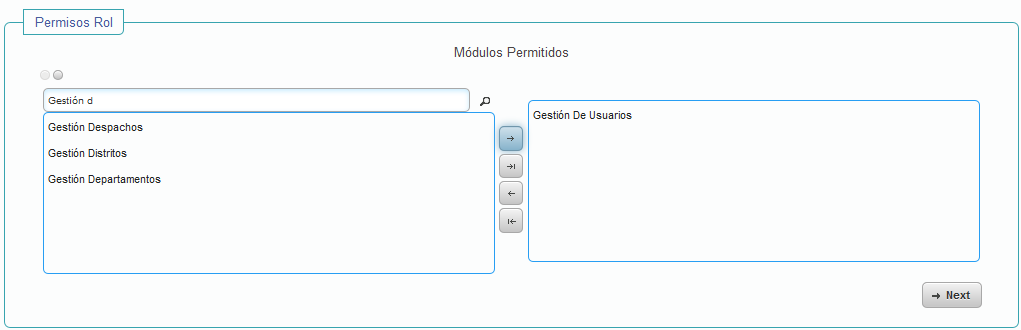 Permisos Rol
Módulos Permitidos
Gestión d
Gestión Despachos
Gestión Distritos
Gestión Departamentos
Gestión De Usuarios
Next